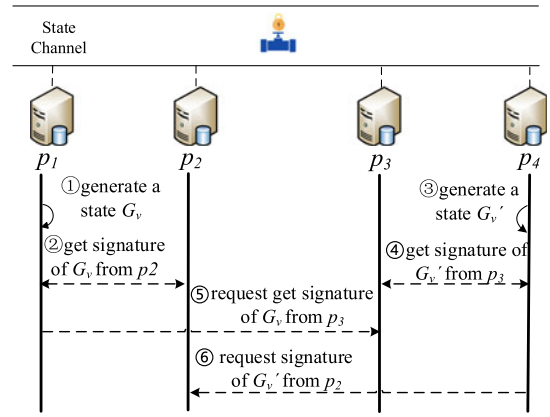 State
Channel
p1
p2
p3
p4
①generate a
state Gv
②get signature
of Gv from p2
③generate a
state Gv´
④get signature of
Gv´ from p3
⑤request get signature
of Gv from p3
⑥ request signature
of Gv´ from p2